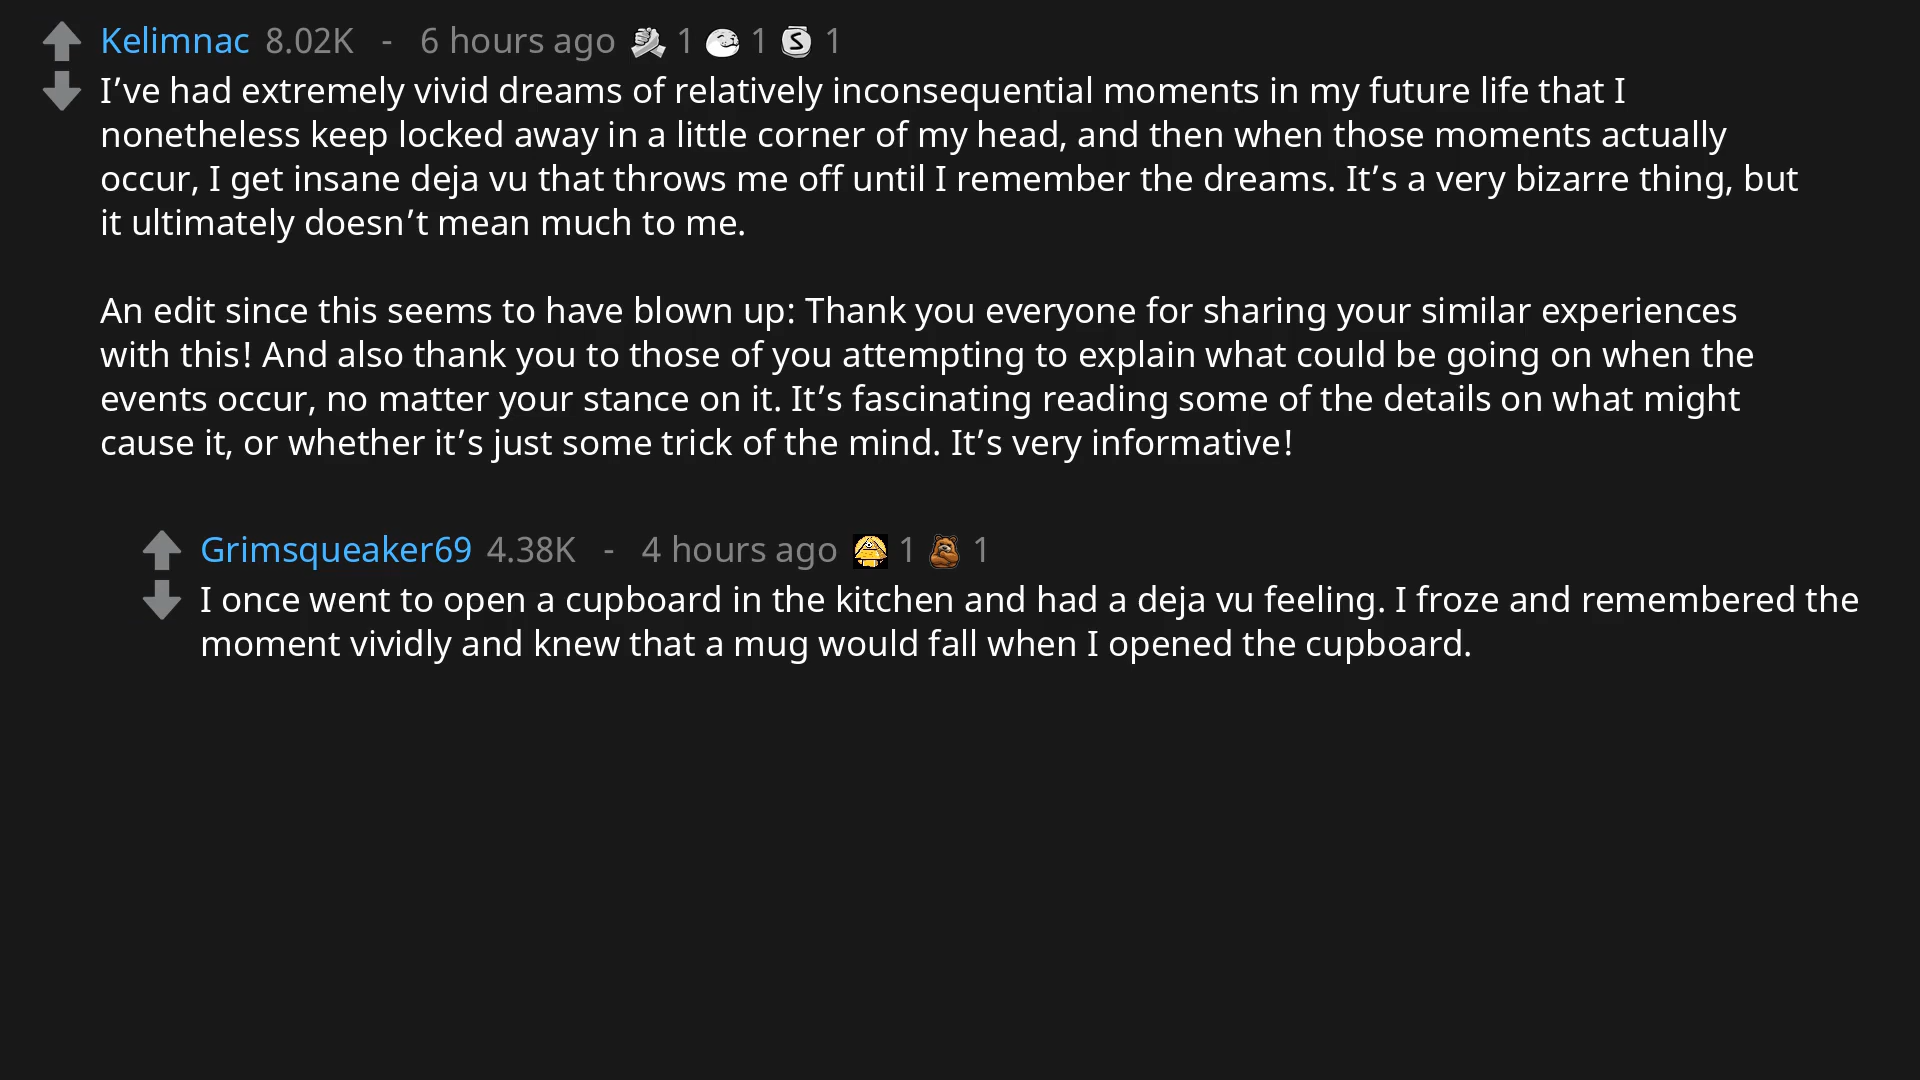 Kelimnac 8.02K - 6 hours ago 1 1 S 1
I’ve had extremely vivid dreams of relatively inconsequential moments in my future life that I
nonetheless keep locked away in a little corner of my head, and then when those moments actually
occur, I get insane deja vu that throws me off until I remember the dreams. It’s a very bizarre thing, but
it ultimately doesn’t mean much to me.
An edit since this seems to have blown up: Thank you everyone for sharing your similar experiences
with this! And also thank you to those of you attempting to explain what could be going on when the
events occur, no matter your stance on it. It’s fascinating reading some of the details on what might
cause it, or whether it’s just some trick of the mind. It’s very informative!
Grimsqueaker69 4.38K - 4 hours ago 1 1
I once went to open a cupboard in the kitchen and had a deja vu feeling. I froze and remembered the
moment vividly and knew that a mug would fall when I opened the cupboard.